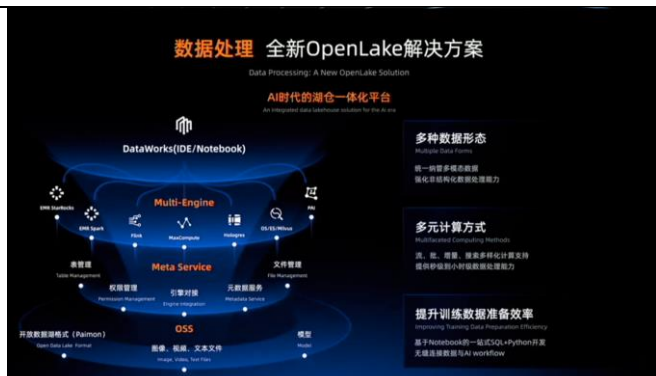 数据处理 全新OpenLake解决方案
Data Processing: A New OpenLake Solution
AI时代的湖仓一体化平台
An integrated data lakehouse solution for the AI era
DataWorks(IDE/Notebook)
Multi-Engine
EMR StarRocks
EMR Spark
Flink
MaxCompute
Hologres
OS/ES/Milvus
PAI
Meta Service
表管理
Table Management
权限管理
Permission Management
引擎对接
Engine Integration
元数据服务
Metadata Service
文件管理
File Management
OSS
开放数据湖格式（Paimon）
Open Data Lake Format
图像、视频、文本文件
Image, Video, Text Files
模型
Model
多种数据形态
Multiple Data Forms
统一纳管多模态数据
强化非结构化数据处理能力
多元计算方式
Multifaceted Computing Methods
流、批、增量、搜索多样化计算支持
提供秒级到小时级数据处理能力
提升训练数据准备效率
Improving Training Data Preparation Efficiency
基于Notebook的一站式SQL+Python开发
无缝连接数据与AI workflow